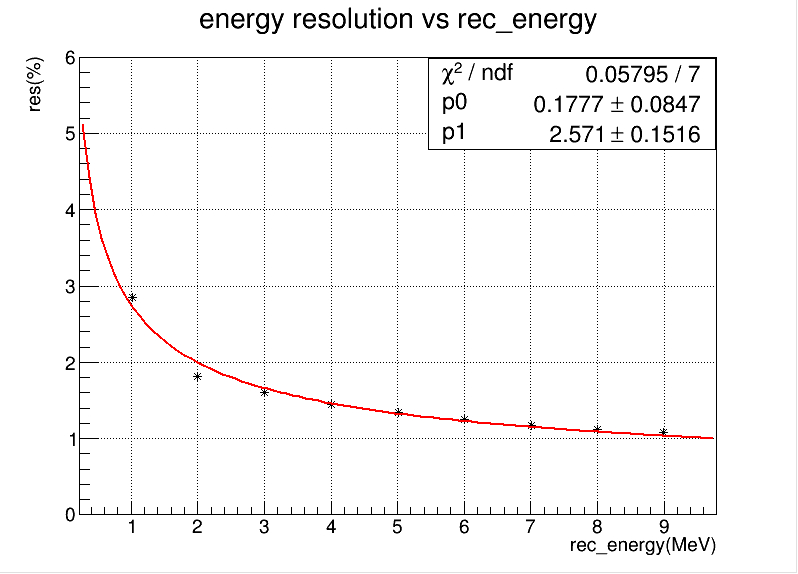 energy resolution vs rec_energy
res(%)
χ² / ndf 0.05795 / 7
p0 0.1777 ± 0.0847
p1 2.571 ± 0.1516
6
5
4
3
2
1
0
1 2 3 4 5 6 7 8 9
rec_energy(MeV)